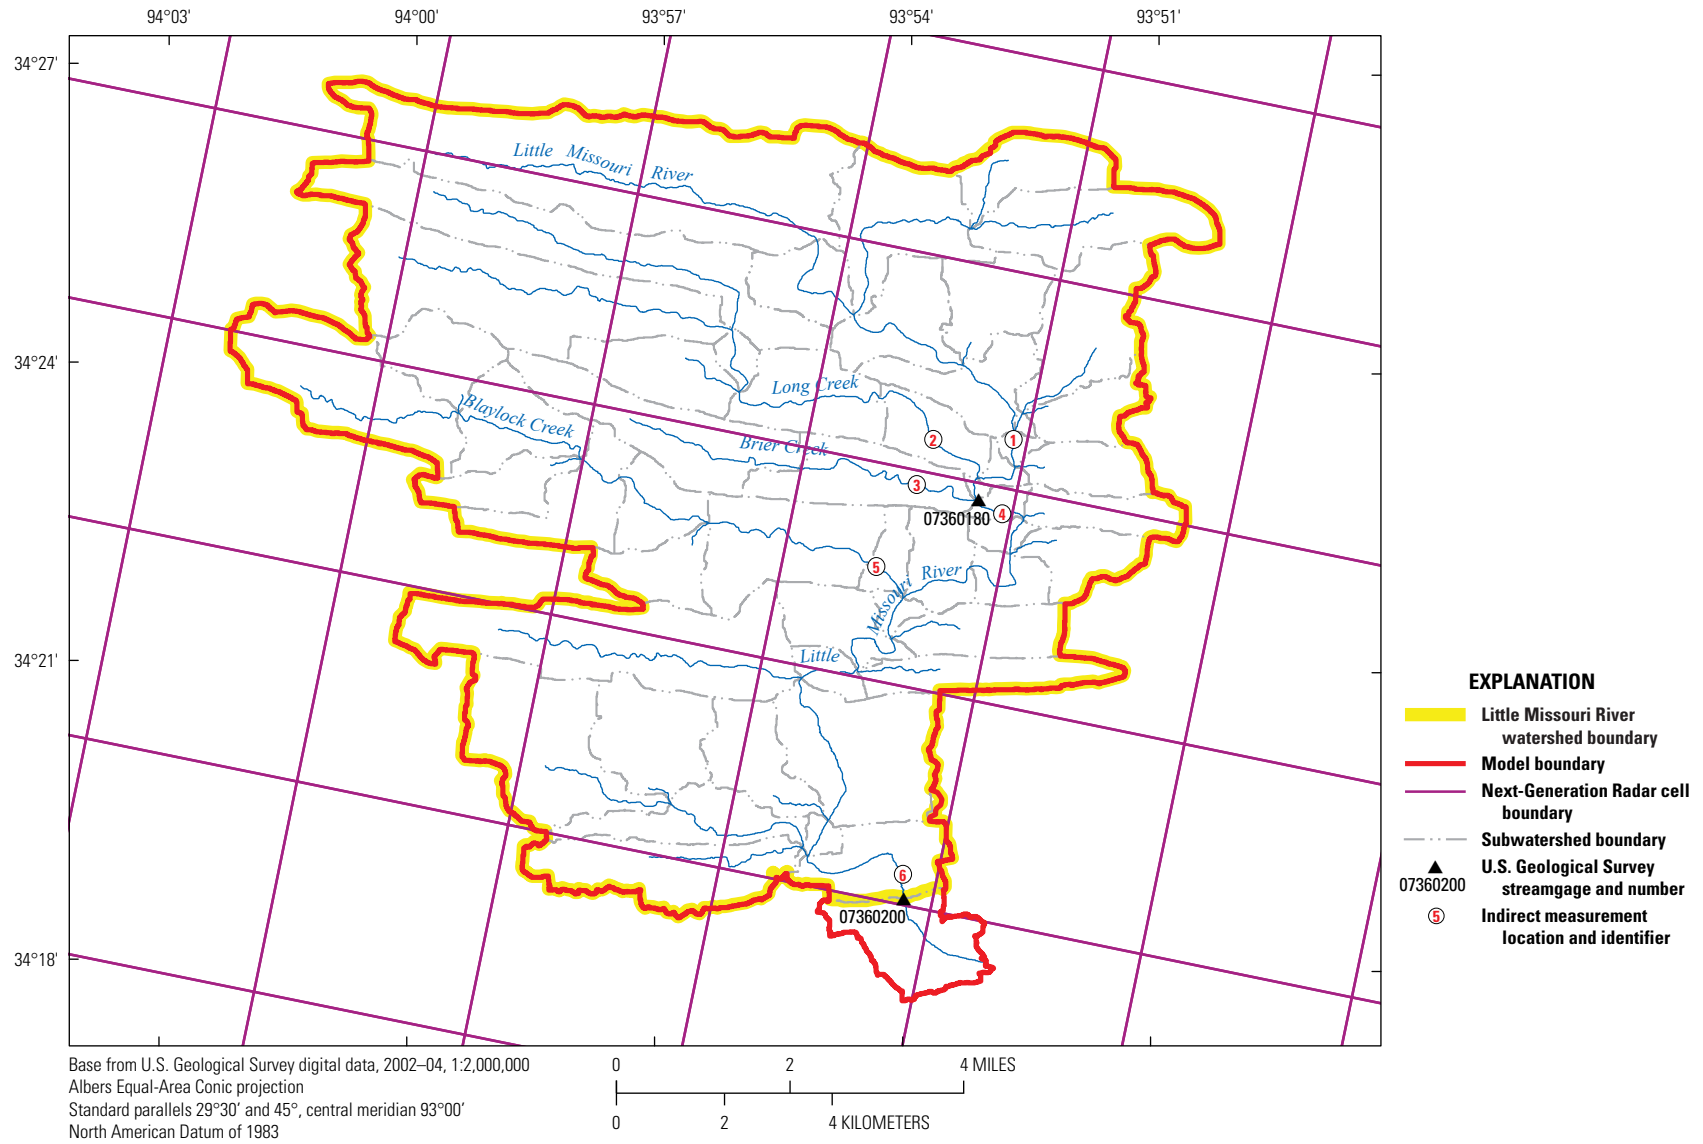 94°03'
94°00'
93°57'
93°54'
93°51'
34°27'
Little Missouri River
34°24'
Long Creek
Blaylock Creek
Brier Creek
2
1
3
07360180
4
5
Missouri River
34°21'
Little
6
07360200
34°18'
EXPLANATION
Little Missouri River
watershed boundary
Model boundary
Next-Generation Radar cell
boundary
Subwatershed boundary
U.S. Geological Survey
07360200
streamgage and number
5
Indirect measurement
location and identifier
Base from U.S. Geological Survey digital data, 2002–04, 1:2,000,000
Albers Equal-Area Conic projection
Standard parallels 29°30' and 45°, central meridian 93°00'
North American Datum of 1983
0 2 4 MILES
0 2 4 KILOMETERS